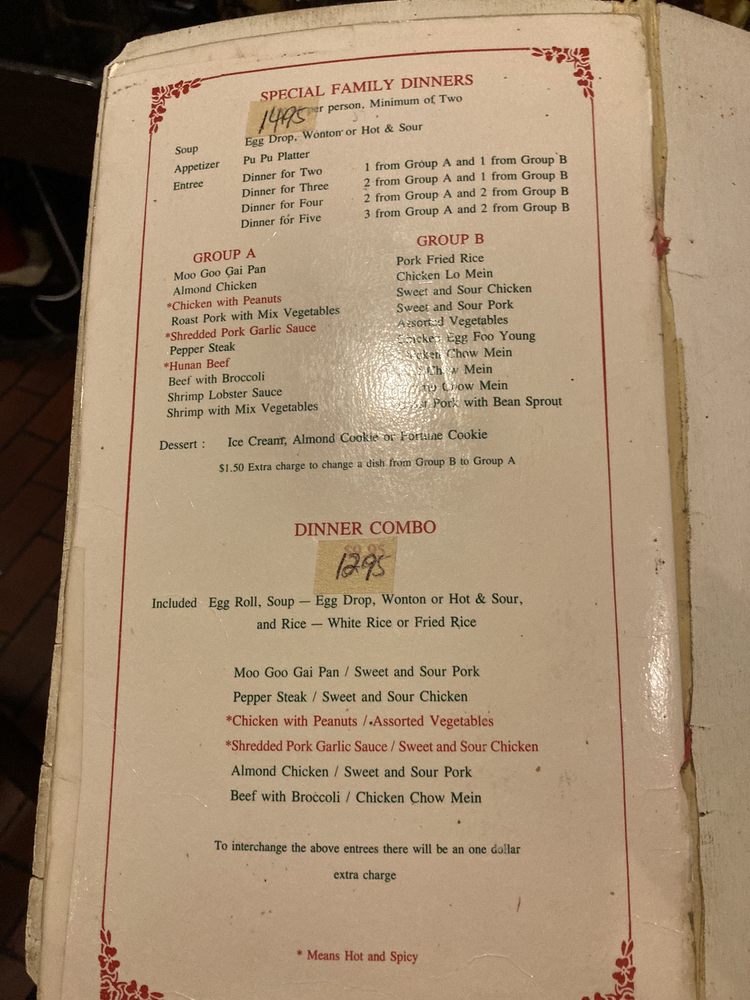 SPECIAL FAMILY DINNERS
1495 per person, Minimum of Two
Soup Egg Drop, Wonton or Hot & Sour
Appetizer Pu Pu Platter
Entree Dinner for Two 1 from Group A and 1 from Group B
Dinner for Three 2 from Group A and 1 from Group B
Dinner for Four 2 from Group A and 2 from Group B
Dinner for Five 3 from Group A and 2 from Group B
GROUP A
Moo Goo Gai Pan
Almond Chicken
*Chicken with Peanuts
Roast Pork with Mix Vegetables
*Shredded Pork Garlic Sauce
Pepper Steak
*Hunan Beef
Beef with Broccoli
Shrimp Lobster Sauce
Shrimp with Mix Vegetables
GROUP B
Pork Fried Rice
Chicken Lo Mein
Sweet and Sour Chicken
Sweet and Sour Pork
Assorted Vegetables
Chicken Egg Foo Young
Chicken Chow Mein
Chow Mein
Chow Mein
Pork with Bean Sprout
Dessert : Ice Cream, Almond Cookie or Fortune Cookie
$1.50 Extra charge to change a dish from Group B to Group A
DINNER COMBO
1295
Included Egg Roll, Soup — Egg Drop, Wonton or Hot & Sour,
and Rice — White Rice or Fried Rice
Moo Goo Gai Pan / Sweet and Sour Pork
Pepper Steak / Sweet and Sour Chicken
*Chicken with Peanuts / Assorted Vegetables
*Shredded Pork Garlic Sauce / Sweet and Sour Chicken
Almond Chicken / Sweet and Sour Pork
Beef with Broccoli / Chicken Chow Mein
To interchange the above entrees there will be an one dollar
extra charge
* Means Hot and Spicy